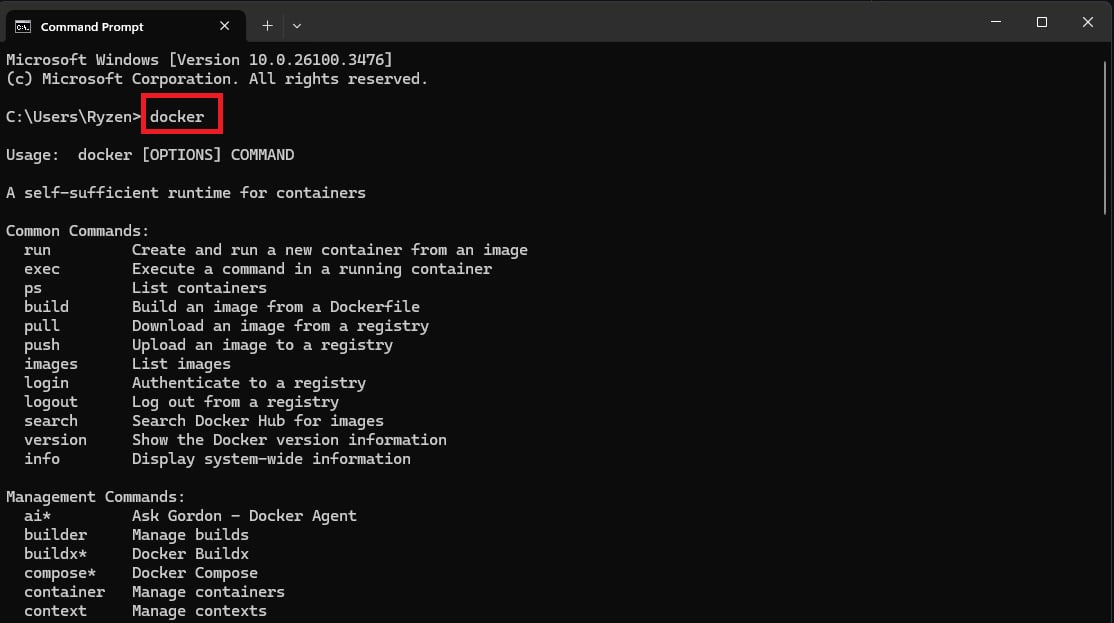 Command Prompt
Microsoft Windows [Version 10.0.26100.3476]
(c) Microsoft Corporation. All rights reserved.
C:\Users\Ryzen>docker
Usage:  docker [OPTIONS] COMMAND
A self-sufficient runtime for containers
Common Commands:
  run         Create and run a new container from an image
  exec        Execute a command in a running container
  ps          List containers
  build       Build an image from a Dockerfile
  pull        Download an image from a registry
  push        Upload an image to a registry
  images      List images
  login       Authenticate to a registry
  logout      Log out from a registry
  search      Search Docker Hub for images
  version     Show the Docker version information
  info        Display system-wide information
Management Commands:
  ai*         Ask Gordon - Docker Agent
  builder     Manage builds
  buildx*     Docker Buildx
  compose*    Docker Compose
  container   Manage containers
  context     Manage contexts